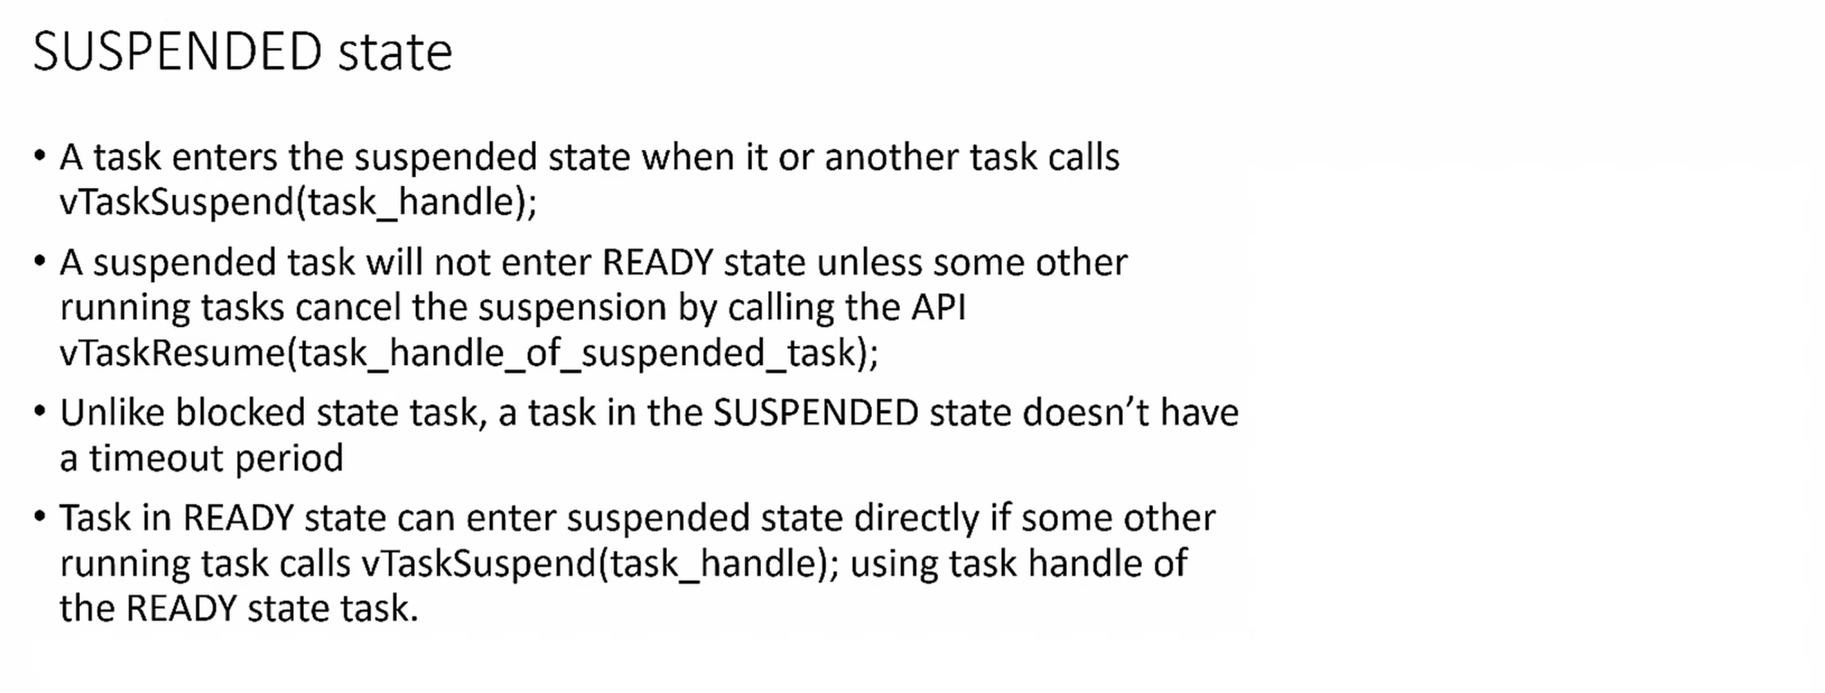 SUSPENDED state
• A task enters the suspended state when it or another task calls
vTaskSuspend(task_handle);
• A suspended task will not enter READY state unless some other
running tasks cancel the suspension by calling the API
vTaskResume(task_handle_of_suspended_task);
• Unlike blocked state task, a task in the SUSPENDED state doesn’t have
a timeout period
• Task in READY state can enter suspended state directly if some other
running task calls vTaskSuspend(task_handle); using task handle of
the READY state task.